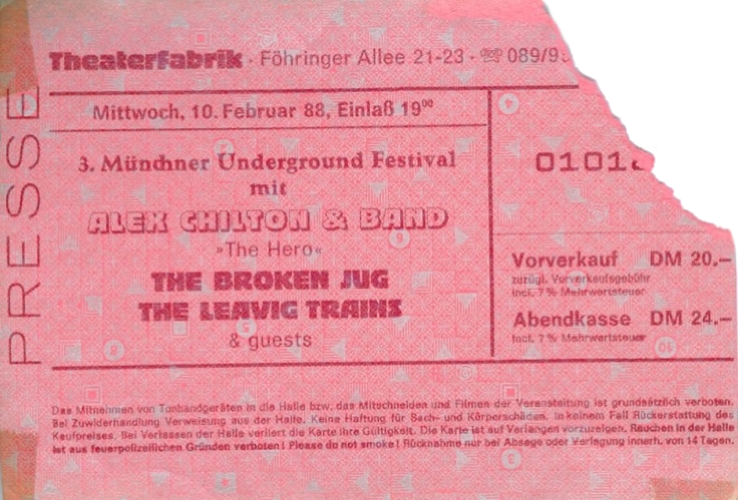 Theaterfabrik · Föhringer Allee 21-23 · ☏ 089/95
Mittwoch, 10. Februar 88, Einlaß 19⁰⁰
3. Münchner Underground Festival
mit
ALEX CHILTON & BAND
»The Hero«
THE BROKEN JUG
THE LEAVIG TRAINS
& guests
PRESSE
0101
Vorverkauf DM 20.–
zuzügl. Vorverkaufsgebühr
incl. 7 % Mehrwertsteuer
Abendkasse DM 24.–
Incl. 7 % Mehrwertsteuer
Das Mitnehmen von Tonbandgeräten in die Halle bzw. das Mitschneiden und Filmen der Veranstaltung ist grundsätzlich verboten.
Bei Zuwiderhandlung Verweisung aus der Halle. Keine Haftung für Sach- und Körperschäden. In keinem Fall Rückerstattung des
Kaufpreises. Bei Verlassen der Halle verliert die Karte ihre Gültigkeit. Die Karte ist auf Verlangen vorzuzeigen. Rauchen in der Halle
ist aus feuerpolizeilichen Gründen verboten! Please do not smoke! Rücknahme nur bei Absage oder Verlegung innerh. von 14 Tagen.